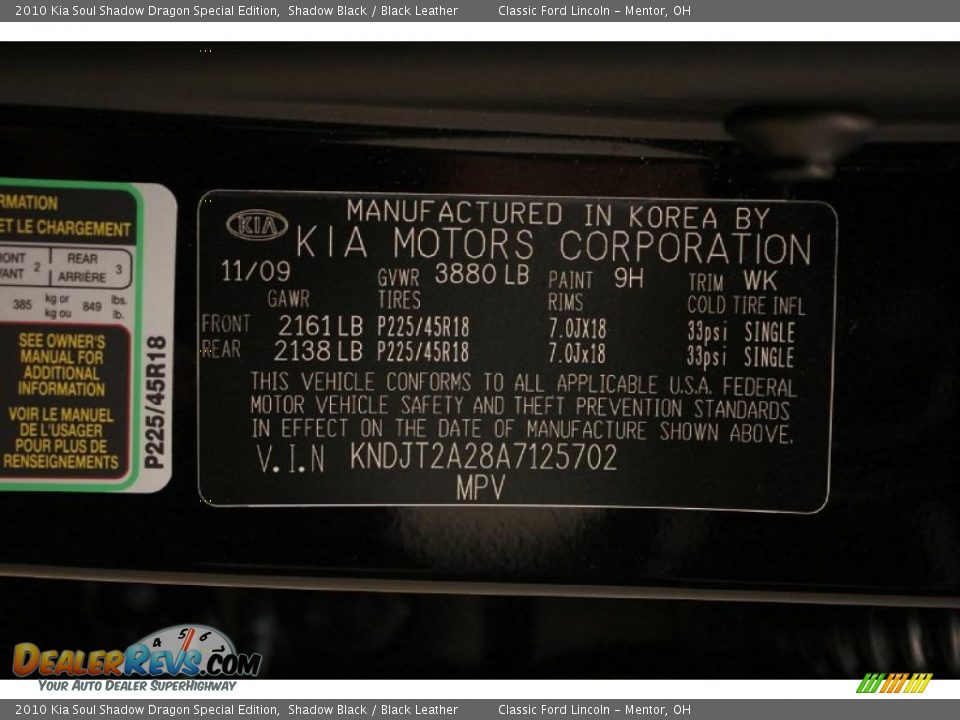 2010 Kia Soul Shadow Dragon Special Edition, Shadow Black / Black Leather Classic Ford Lincoln - Mentor, OH
RMATION
ET LE CHARGEMENT
RONT 2 REAR 3
VANT ARRIÈRE
385 kg or 849 lbs.
kg ou lb.
SEE OWNER'S
MANUAL FOR
ADDITIONAL
INFORMATION
VOIR LE MANUEL
DE L'USAGER
POUR PLUS DE
RENSEIGNEMENTS
P225/45R18
KIA MANUFACTURED IN KOREA BY
KIA MOTORS CORPORATION
11/09 GVWR 3880 LB PAINT 9H TRIM WK
GAWR TIRES RIMS COLD TIRE INFL
FRONT 2161 LB P225/45R18 7.0JX18 33psi SINGLE
REAR 2138 LB P225/45R18 7.0Jx18 33psi SINGLE
THIS VEHICLE CONFORMS TO ALL APPLICABLE U.S.A. FEDERAL
MOTOR VEHICLE SAFETY AND THEFT PREVENTION STANDARDS
IN EFFECT ON THE DATE OF MANUFACTURE SHOWN ABOVE.
V.I.N KNDJT2A28A7125702
MPV
4 5 6
DEALERREVS.COM
YOUR AUTO DEALER SUPERHIGHWAY
2010 Kia Soul Shadow Dragon Special Edition, Shadow Black / Black Leather Classic Ford Lincoln - Mentor, OH